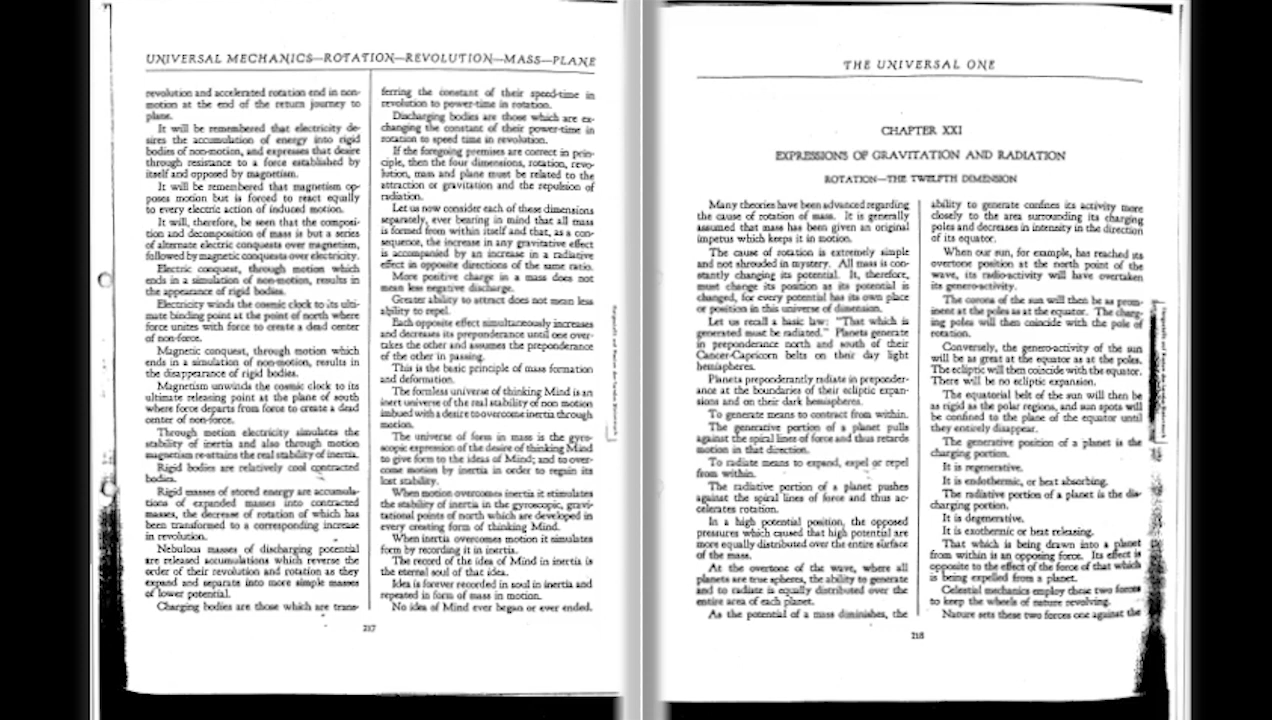 UNIVERSAL MECHANICS—ROTATION—REVOLUTION—MASS—PLANE
revolution and accelerated rotation end in non-
motion at the end of the return journey to
plane.
It will be remembered that electricity de-
sires the accumulation of energy into rigid
bodies of non-motion, and expresses that desire
through resistance to a force established by
itself and opposed by magnetism.
It will be remembered that magnetism op-
poses motion but is forced to react equally
to every electric action of induced motion.
It will, therefore, be seen that the composi-
tion and decomposition of mass is but a series
of alternate electric conquests over magnetism,
followed by magnetic conquests over electricity.
Electric conquest, through motion which
ends in a simulation of non-motion, results in
the appearance of rigid bodies.
Electricity winds the cosmic clock to its ulti-
mate binding point at the point of north where
force unites with force to create a dead center
of non-force.
Magnetic conquest, through motion which
ends in a simulation of non-motion, results in
the disappearance of rigid bodies.
Magnetism unwinds the cosmic clock to its
ultimate releasing point at the plane of south
where force departs from force to create a dead
center of non-force.
Through motion electricity simulates the
stability of inertia and also through motion
magnetism re-attains the real stability of inertia.
Rigid bodies are relatively cool contracted
bodies.
Rigid masses of stored energy are accumula-
tions of expanded masses into contracted
masses, the decrease of rotation of which has
been transformed to a corresponding increase
in revolution.
Nebulous masses of discharging potential
are released accumulations which reverse the
order of their revolution and rotation as they
expand and separate into more simple masses
of lower potential.
Charging bodies are those which are trans-
ferring the constant of their speed-time in
revolution to power-time in rotation.
Discharging bodies are those which are ex-
changing the constant of their power-time in
rotation to speed time in revolution.
If the foregoing premises are correct in prin-
ciple, then the four dimensions, rotation, revo-
lution, mass and plane must be related to the
attraction or gravitation and the repulsion of
radiation.
Let us now consider each of these dimensions
separately, ever bearing in mind that all mass
is formed from within itself and that, as a con-
sequence, the increase in any gravitative effect
is accompanied by an increase in a radiative
effect in opposite directions of the same ratio.
More positive charge in a mass does not
mean less negative discharge.
Greater ability to attract does not mean less
ability to repel.
Each opposite effect simultaneously increases
and decreases its preponderance until one over-
takes the other and assumes the preponderance
of the other in passing.
This is the basic principle of mass formation
and deformation.
The formless universe of thinking Mind is an
inert universe of the real stability of non motion
imbued with a desire to overcome inertia through
motion.
The universe of form in mass is the gyro-
scopic expression of the desire of thinking Mind
to give form to the ideas of Mind; and to over-
come motion by inertia in order to regain its
lost stability.
When motion overcomes inertia it stimulates
the stability of inertia in the gyroscopic, gravi-
tational points of north which are developed in
every creating form of thinking Mind.
When inertia overcomes motion it simulates
form by recording it in inertia.
The record of the idea of Mind in inertia is
the eternal soul of that idea.
Idea is forever recorded in soul in inertia and
repeated in form of mass in motion.
No idea of Mind ever began or ever ended.
217
THE UNIVERSAL ONE
CHAPTER XXI
EXPRESSIONS OF GRAVITATION AND RADIATION
ROTATION—THE TWELFTH DIMENSION
Many theories have been advanced regarding
the cause of rotation of mass. It is generally
assumed that mass has been given an original
impetus which keeps it in motion.
The cause of rotation is extremely simple
and not shrouded in mystery. All mass is con-
stantly changing its potential. It, therefore,
must change its position as its potential is
changed, for every potential has its own place
or position in this universe of dimension.
Let us recall a basic law: "That which is
generated must be radiated." Planets generate
in preponderance north and south of their
Cancer-Capricorn belts on their day light
hemispheres.
Planets preponderantly radiate in preponder-
ance at the boundaries of their ecliptic expan-
sions and on their dark hemispheres.
To generate means to contract from within.
The generative portion of a planet pulls
against the spiral lines of force and thus retards
motion in that direction.
To radiate means to expand, expel or repel
from within.
The radiative portion of a planet pushes
against the spiral lines of force and thus ac-
celerates rotation.
In a high potential position, the opposed
pressures which caused that high potential are
more equally distributed over the entire surface
of the mass.
At the overtone of the wave, where all
planets are true spheres, the ability to generate
and to radiate is equally distributed over the
entire area of each planet.
As the potential of a mass diminishes, the
ability to generate confines its activity more
closely to the area surrounding its charging
poles and decreases in intensity in the direction
of its equator.
When our sun, for example, has reached its
overtone position at the north point of the
wave, its radio-activity will have overtaken
its genero-activity.
The corona of the sun will then be as prom-
inent at the poles as at the equator. The charg-
ing poles will then coincide with the pole of
rotation.
Conversely, the genero-activity of the sun
will be as great at the equator as at the poles.
The ecliptic will then coincide with the equator.
There will be no ecliptic expansion.
The equatorial belt of the sun will then be
as rigid as the polar regions, and sun spots will
be confined to the plane of the equator until
they entirely disappear.
The generative position of a planet is the
charging portion.
It is regenerative.
It is endothermic, or heat absorbing.
The radiative portion of a planet is the dis-
charging portion.
It is degenerative.
It is exothermic or heat releasing.
That which is being drawn into a planet
from within is an opposing force. Its effect is
opposite to the effect of the force of that which
is being expelled from a planet.
Celestial mechanics employ these two forces
to keep the wheels of nature revolving.
Nature sets these two forces one against the
218